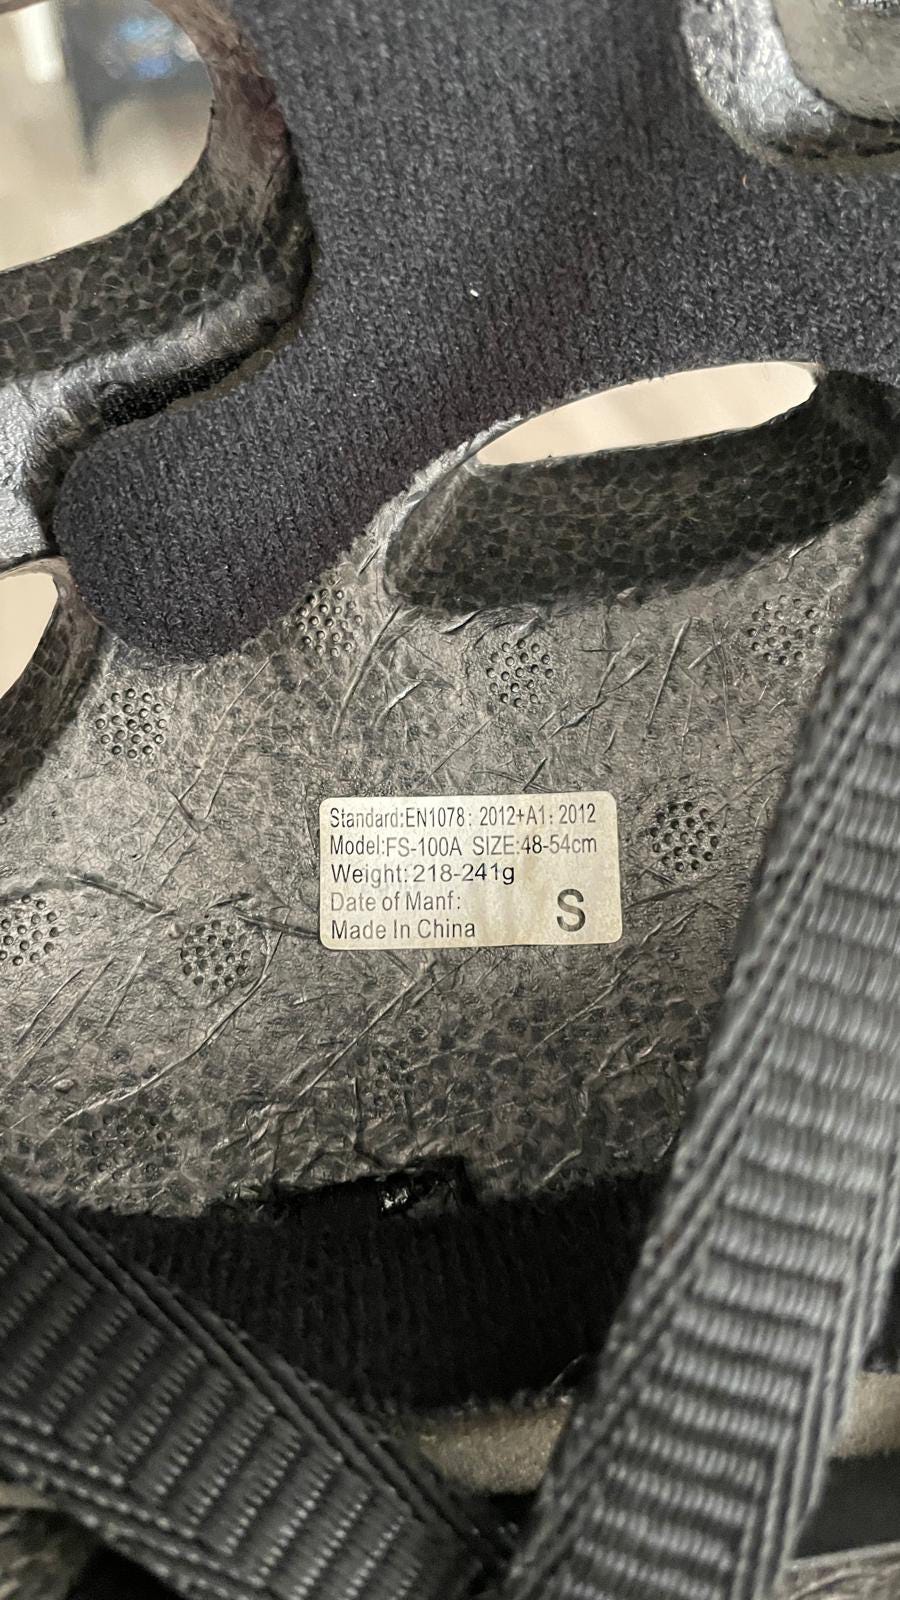 Standard:EN1078: 2012+A1:2012
Model:FS-100A SIZE:48-54cm
Weight:218-241g
Date of Manf:
Made In China
S